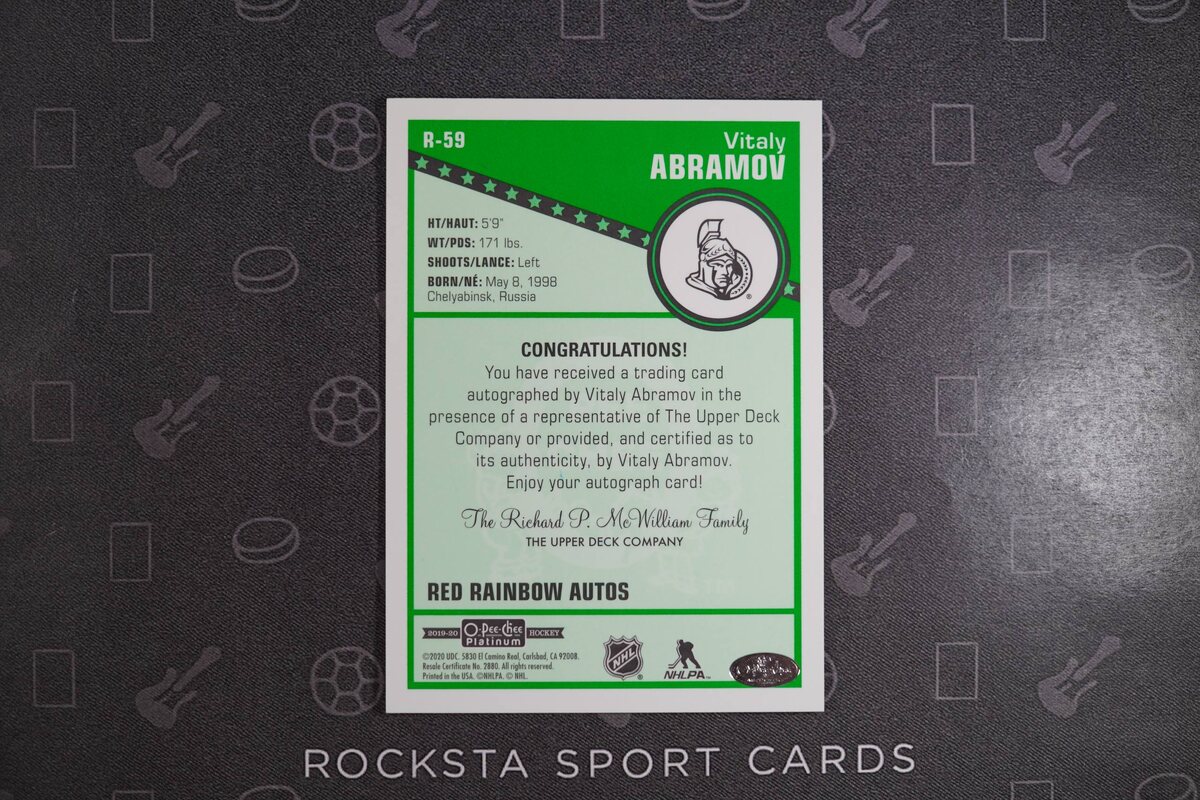 R-59
Vitaly
ABRAMOV
HT/HAUT: 5'9"
WT/PDS: 171 lbs.
SHOOTS/LANCE: Left
BORN/NÉ: May 8, 1998
Chelyabinsk, Russia
®
CONGRATULATIONS!
You have received a trading card
autographed by Vitaly Abramov in the
presence of a representative of The Upper Deck
Company or provided, and certified as to
its authenticity, by Vitaly Abramov.
Enjoy your autograph card!
The Richard P. McWilliam Family
THE UPPER DECK COMPANY
RED RAINBOW AUTOS
2019-20 O-Pee-Chee Platinum HOCKEY
©2020 UDC. 5830 El Camino Real, Carlsbad, CA 92008.
Resale Certificate No. 2880. All rights reserved.
Printed in the USA. ©NHLPA. © NHL.
NHL ®
NHLPA™
ROCKSTA SPORT CARDS